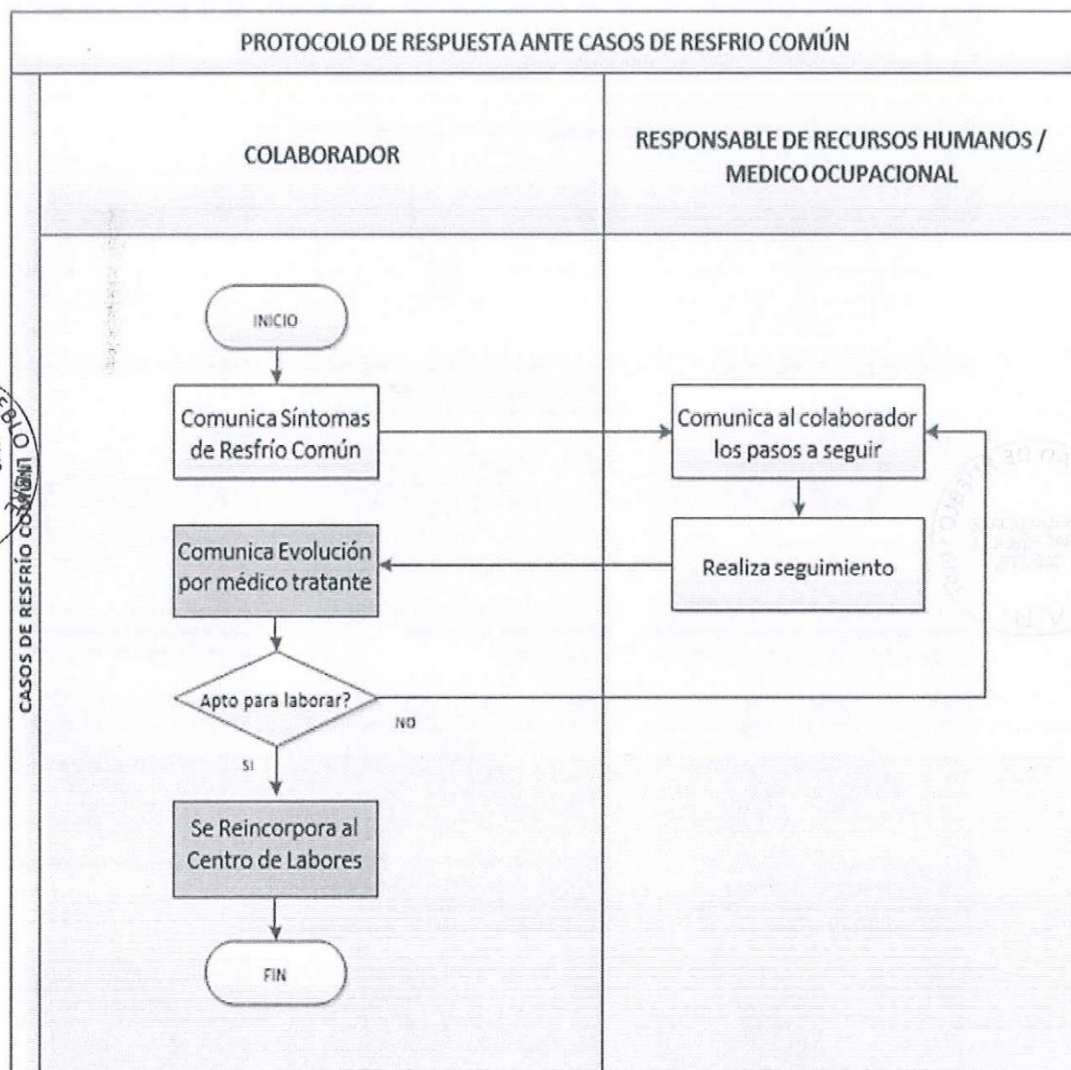 PROTOCOLO DE RESPUESTA ANTE CASOS DE RESFRIO COMÚN
COLABORADOR
RESPONSABLE DE RECURSOS HUMANOS /
MEDICO OCUPACIONAL
CASOS DE RESFRÍO COMÚN
INICIO
Comunica Síntomas
de Resfrío Común
Comunica al colaborador
los pasos a seguir
Comunica Evolución
por médico tratante
Realiza seguimiento
Apto para laborar?
NO
SI
Se Reincorpora al
Centro de Labores
FIN